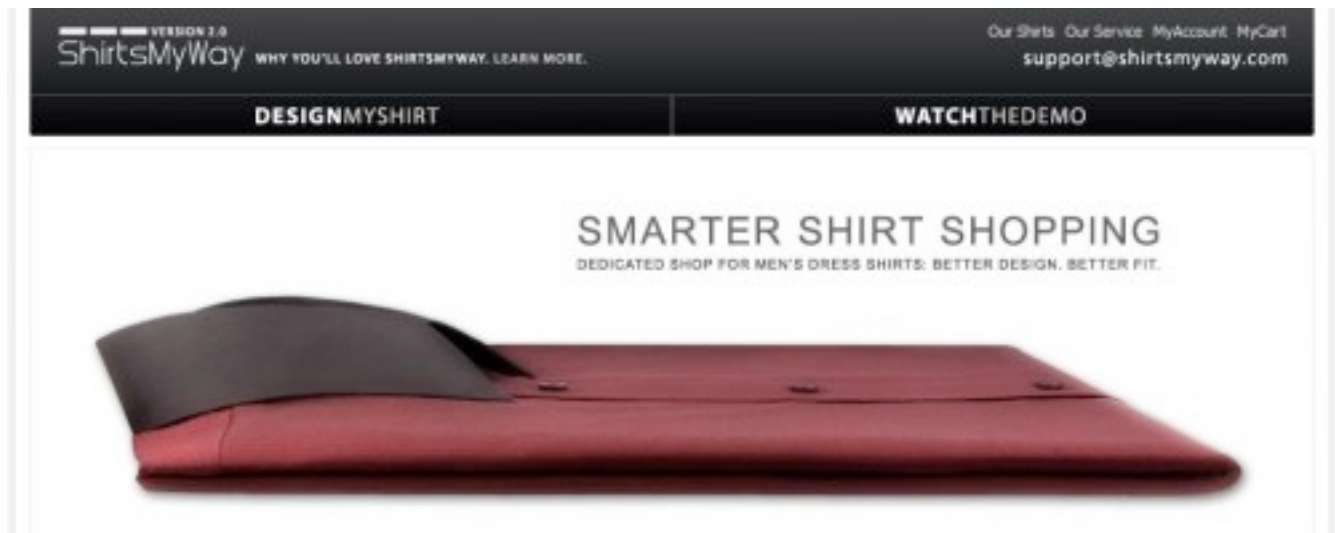 VERSION 2.0
ShirtsMyWay WHY YOU'LL LOVE SHIRTSMYWAY. LEARN MORE.
Our Shirts Our Service MyAccount MyCart
support@shirtsmyway.com
DESIGNMYSHIRT
WATCHTHEDEMO
SMARTER SHIRT SHOPPING
DEDICATED SHOP FOR MEN'S DRESS SHIRTS: BETTER DESIGN. BETTER FIT.